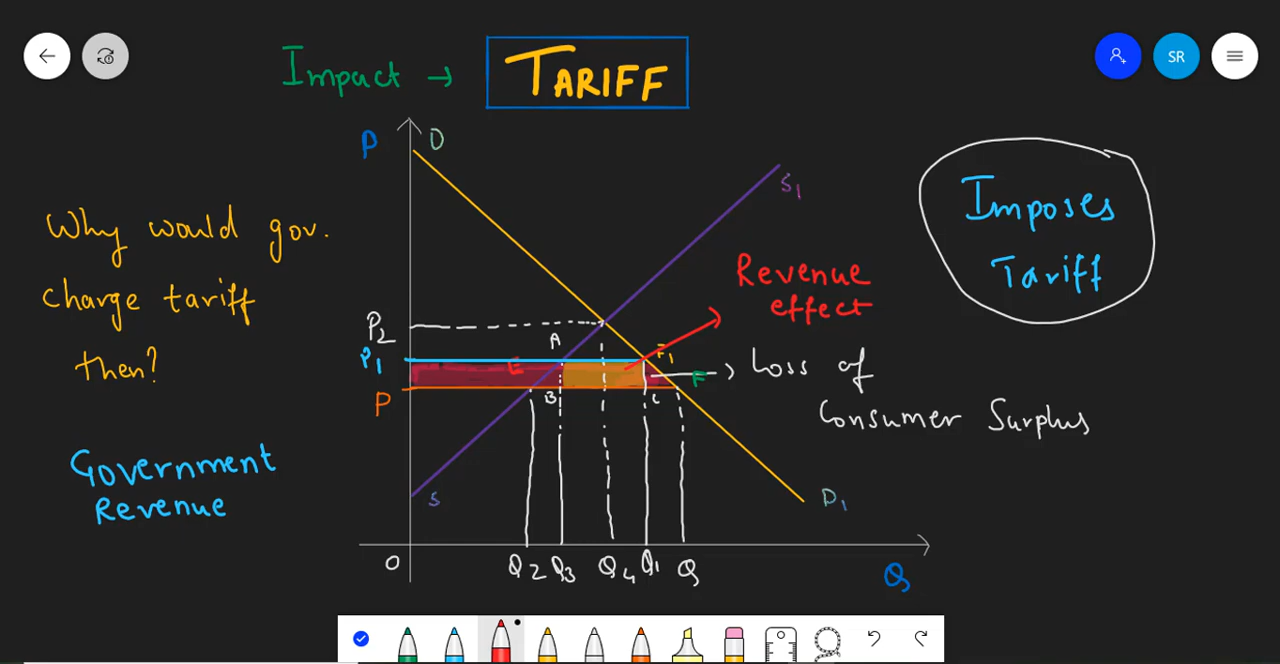 Impact → TARIFF
SR
P
D
S1
Imposes
Tariff
Why would gov.
charge tariff
then?
Revenue
effect
P2
A
P1
E
F1
F
→ Loss of
Consumer Surplus
P
B
C
Government
Revenue
S
D1
O
Q2 Q3 Q4 Q1 Q
Q